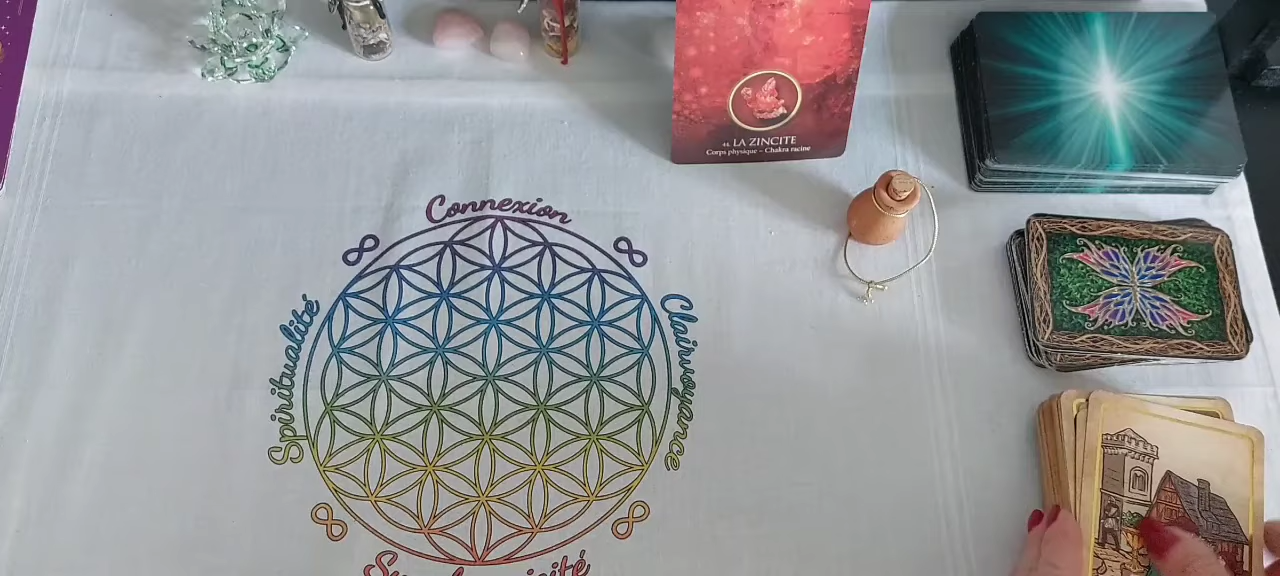 44. LA ZINCITE
Corps physique – Chakra racine
Connexion
Spiritualité
Clairvoyance